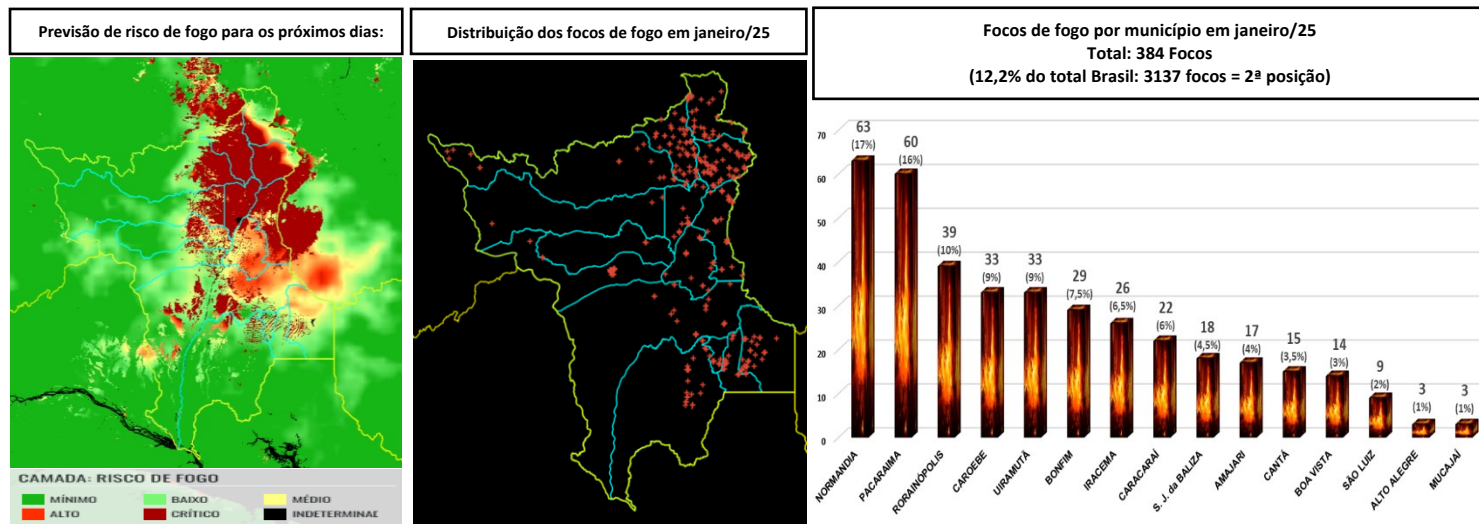 Previsão de risco de fogo para os próximos dias:
CAMADA: RISCO DE FOGO
MÍNIMO BAIXO MÉDIO
ALTO CRÍTICO INDETERMINAE
Distribuição dos focos de fogo em janeiro/25
Focos de fogo por município em janeiro/25
Total: 384 Focos
(12,2% do total Brasil: 3137 focos = 2ª posição)
70
60
50
40
30
20
10
0
63
(17%)
60
(16%)
39
(10%)
33
(9%)
33
(9%)
29
(7,5%)
26
(6,5%)
22
(6%)
18
(4,5%)
17
(4%)
15
(3,5%)
14
(3%)
9
(2%)
3
(1%)
3
(1%)
NORMANDIA
PACARAIMA
RORAINÓPOLIS
CAROEBE
UIRAMUTÃ
BONFIM
IRACEMA
CARACARAÍ
S. J. da BALIZA
AMAJARI
CANTÁ
BOA VISTA
SÃO LUIZ
ALTO ALEGRE
MUCAJAÍ